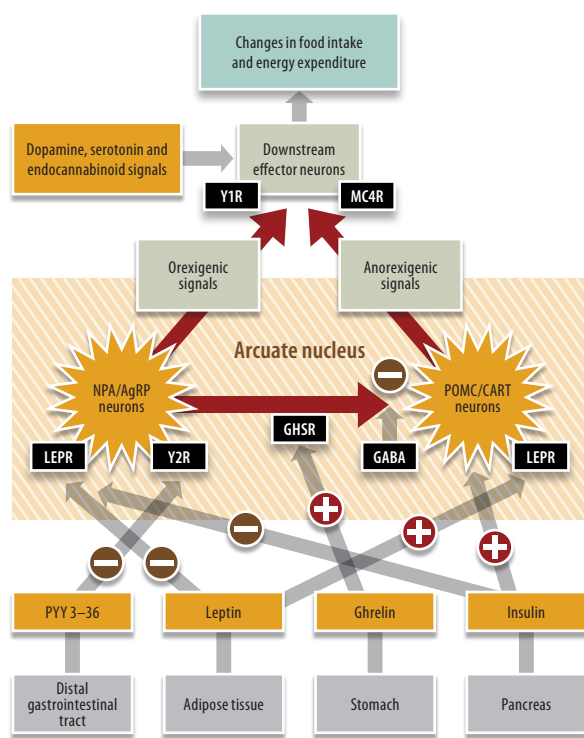 Changes in food intake
and energy expenditure
Dopamine, serotonin and
endocannabinoid signals
Downstream
effector neurons
Y1R
MC4R
Orexigenic
signals
Anorexigenic
signals
Arcuate nucleus
NPA/AgRP
neurons
POMC/CART
neurons
LEPR
Y2R
GHSR
GABA
LEPR
PYY 3–36
Leptin
Ghrelin
Insulin
Distal
gastrointestinal
tract
Adipose tissue
Stomach
Pancreas